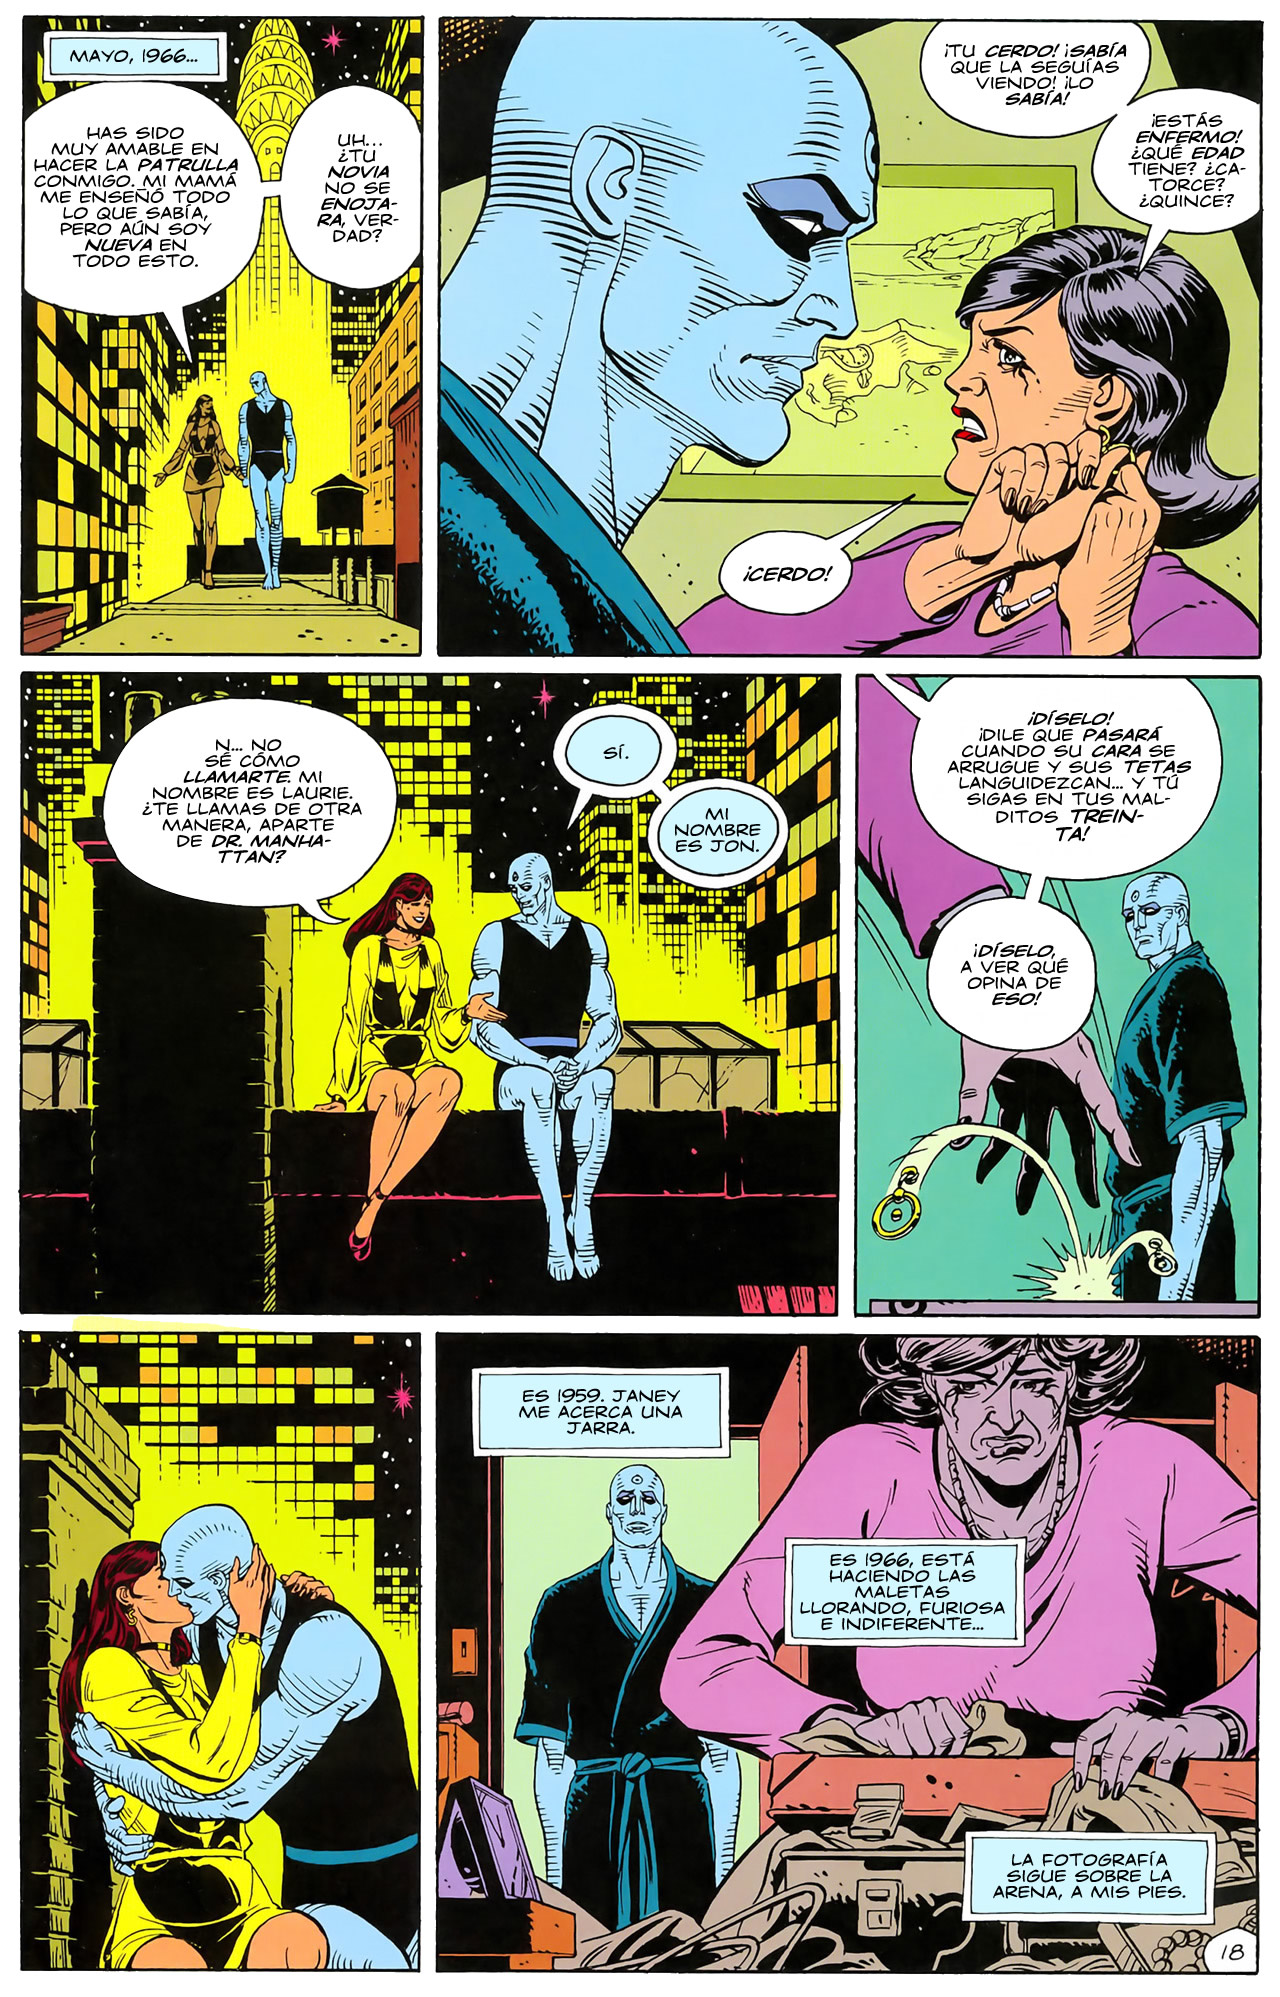 MAYO, 1966...
HAS SIDO
MUY AMABLE EN
HACER LA PATRULLA
CONMIGO. MI MAMÁ
ME ENSEÑÓ TODO
LO QUE SABÍA,
PERO AÚN SOY
NUEVA EN
TODO ESTO.
UH...
¿TU
NOVIA
NO SE
ENOJA-
RA, VER-
DAD?
¡TU CERDO! ¡SABÍA
QUE LA SEGUÍAS
VIENDO! ¡LO
SABÍA!
¡ESTÁS
ENFERMO!
¿QUÉ EDAD
TIENE? ¿CA-
TORCE?
¿QUINCE?
¡CERDO!
N... NO
SÉ CÓMO
LLAMARTE. MI
NOMBRE ES LAURIE.
¿TE LLAMAS DE OTRA
MANERA, APARTE
DE DR. MANHA-
TTAN?
SÍ.
MI
NOMBRE
ES JON.
¡DÍSELO!
¡DILE QUE PASARÁ
CUANDO SU CARA SE
ARRUGUE Y SUS TETAS
LANGUIDEZCAN... Y TÚ
SIGAS EN TUS MAL-
DITOS TREIN-
TA!
¡DÍSELO,
A VER QUÉ
OPINA DE
ESO!
ES 1959. JANEY
ME ACERCA UNA
JARRA.
ES 1966, ESTÁ
HACIENDO LAS
MALETAS
LLORANDO, FURIOSA
E INDIFERENTE...
LA FOTOGRAFÍA
SIGUE SOBRE LA
ARENA, A MIS PIES.
18